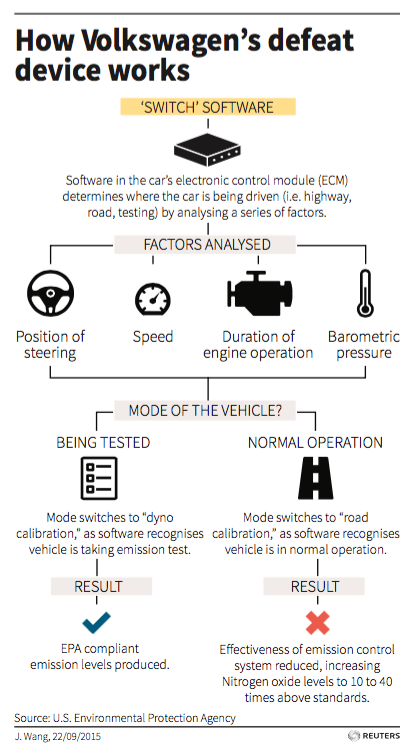 How Volkswagen's defeat
device works
'SWITCH' SOFTWARE
Software in the car's electronic control module (ECM)
determines where the car is being driven (i.e. highway,
road, testing) by analysing a series of factors.
FACTORS ANALYSED
Position of
steering
Speed
Duration of
engine operation
Barometric
pressure
MODE OF THE VEHICLE?
BEING TESTED
Mode switches to “dyno
calibration,” as software recognises
vehicle is taking emission test.
RESULT
EPA compliant
emission levels produced.
NORMAL OPERATION
Mode switches to “road
calibration,” as software recognises
vehicle is in normal operation.
RESULT
Effectiveness of emission control
system reduced, increasing
Nitrogen oxide levels to 10 to 40
times above standards.
Source: U.S. Environmental Protection Agency
J. Wang, 22/09/2015
REUTERS